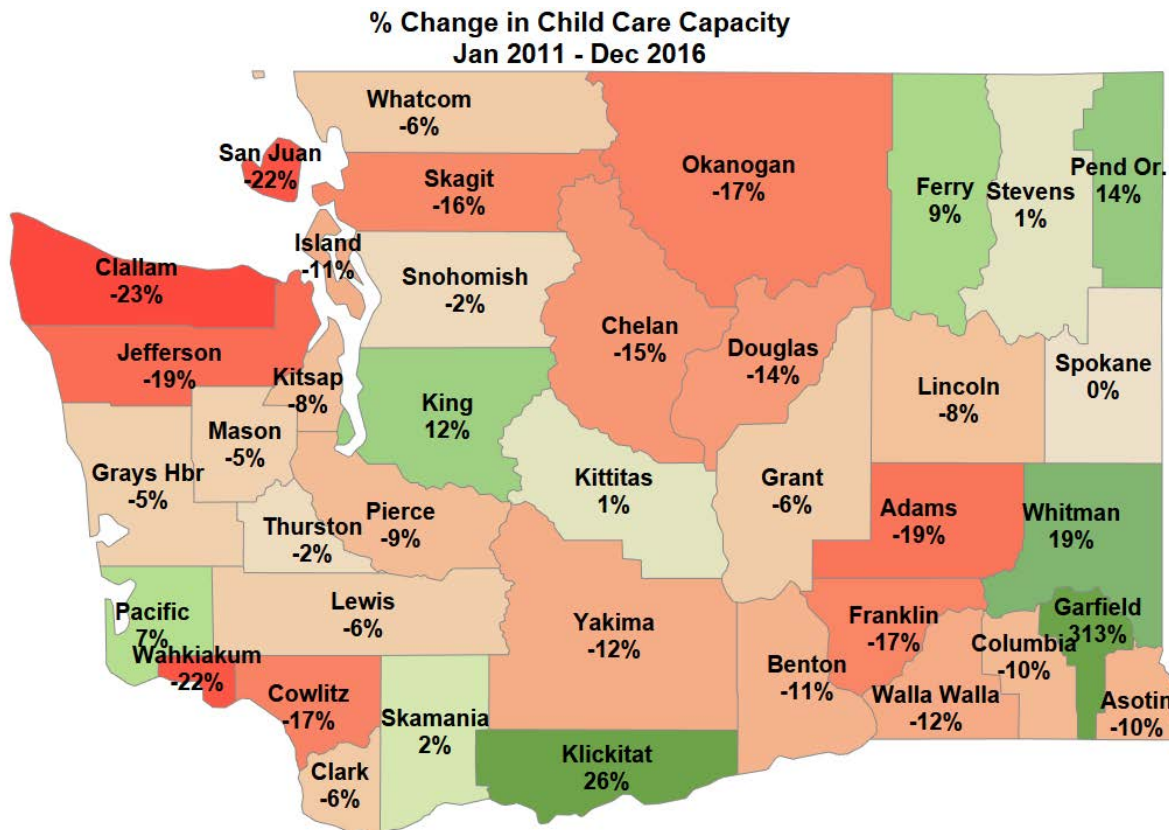 % Change in Child Care Capacity
Jan 2011 - Dec 2016
Whatcom
-6%
San Juan
-22%
Skagit
-16%
Okanogan
-17%
Ferry
9%
Stevens
1%
Pend Or.
14%
Island
-11%
Clallam
-23%
Snohomish
-2%
Jefferson
-19%
Kitsap
-8%
King
12%
Chelan
-15%
Douglas
-14%
Lincoln
-8%
Spokane
0%
Mason
-5%
Grays Hbr
-5%
Thurston
-2%
Pierce
-9%
Kittitas
1%
Grant
-6%
Adams
-19%
Whitman
19%
Pacific
7%
Lewis
-6%
Yakima
-12%
Franklin
-17%
Garfield
313%
Columbia
-10%
Wahkiakum
-22%
Cowlitz
-17%
Skamania
2%
Benton
-11%
Walla Walla
-12%
Asotin
-10%
Clark
-6%
Klickitat
26%